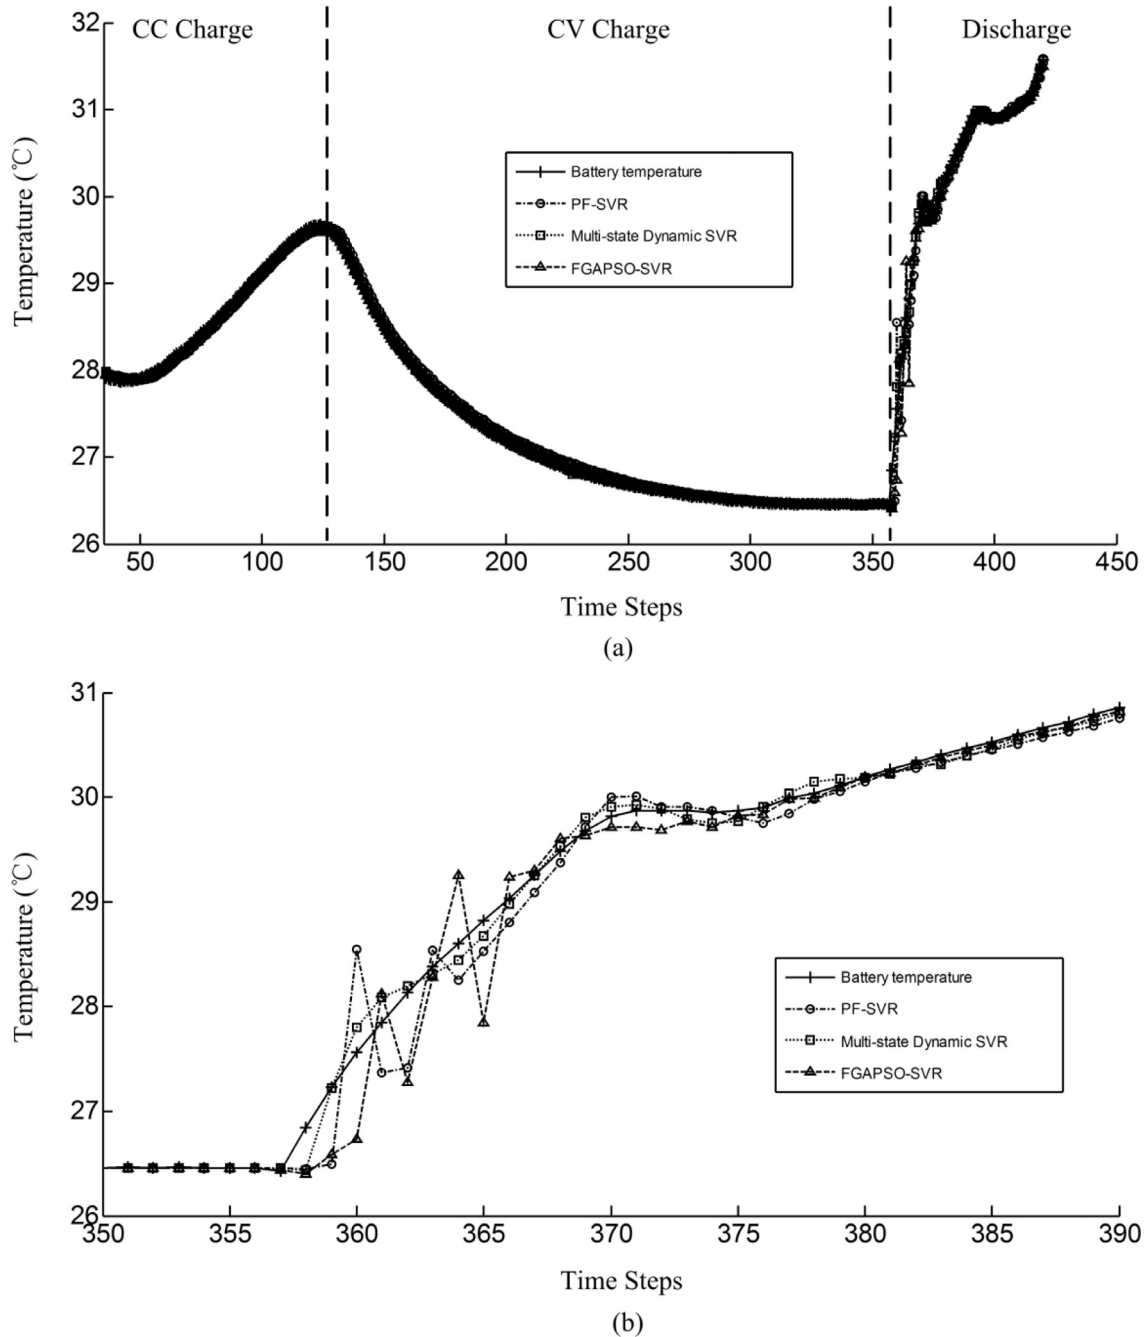 CC Charge CV Charge Discharge
32
31
30
29
28
27
26
Temperature (℃)
Battery temperature
PF-SVR
Multi-state Dynamic SVR
FGAPSO-SVR
50 100 150 200 250 300 350 400 450
Time Steps
(a)
31
30
29
28
27
26
Temperature (℃)
Battery temperature
PF-SVR
Multi-state Dynamic SVR
FGAPSO-SVR
350 355 360 365 370 375 380 385 390
Time Steps
(b)